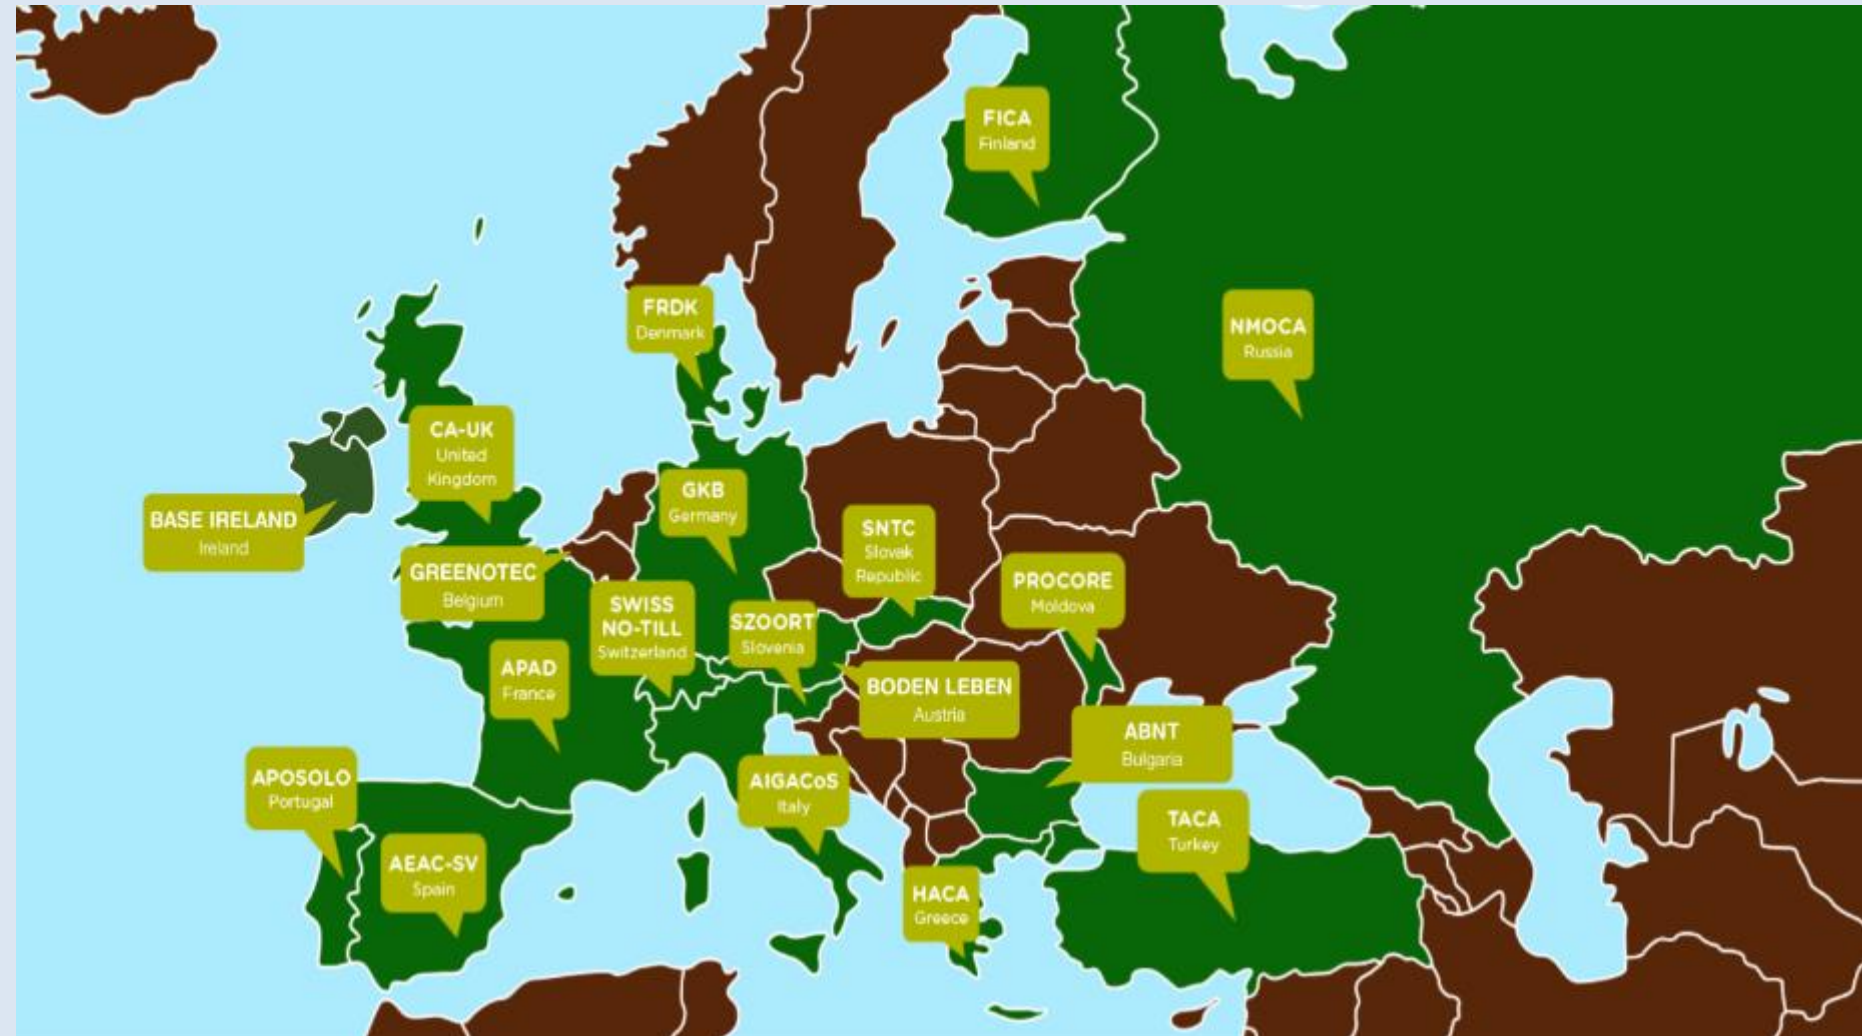 FICA
Finland
FRDK
Denmark
NMOCA
Russia
CA-UK
United
Kingdom
GKB
Germany
BASE IRELAND
Ireland
SNTC
Slovak
Republic
GREENOTEC
Belgium
PROCORE
Moldova
SWISS
NO-TILL
Switzerland
SZOORT
Slovenia
APAD
France
BODEN LEBEN
Austria
ABNT
Bulgaria
APOSOLO
Portugal
AIGACoS
Italy
TACA
Turkey
AEAC-SV
Spain
HACA
Greece